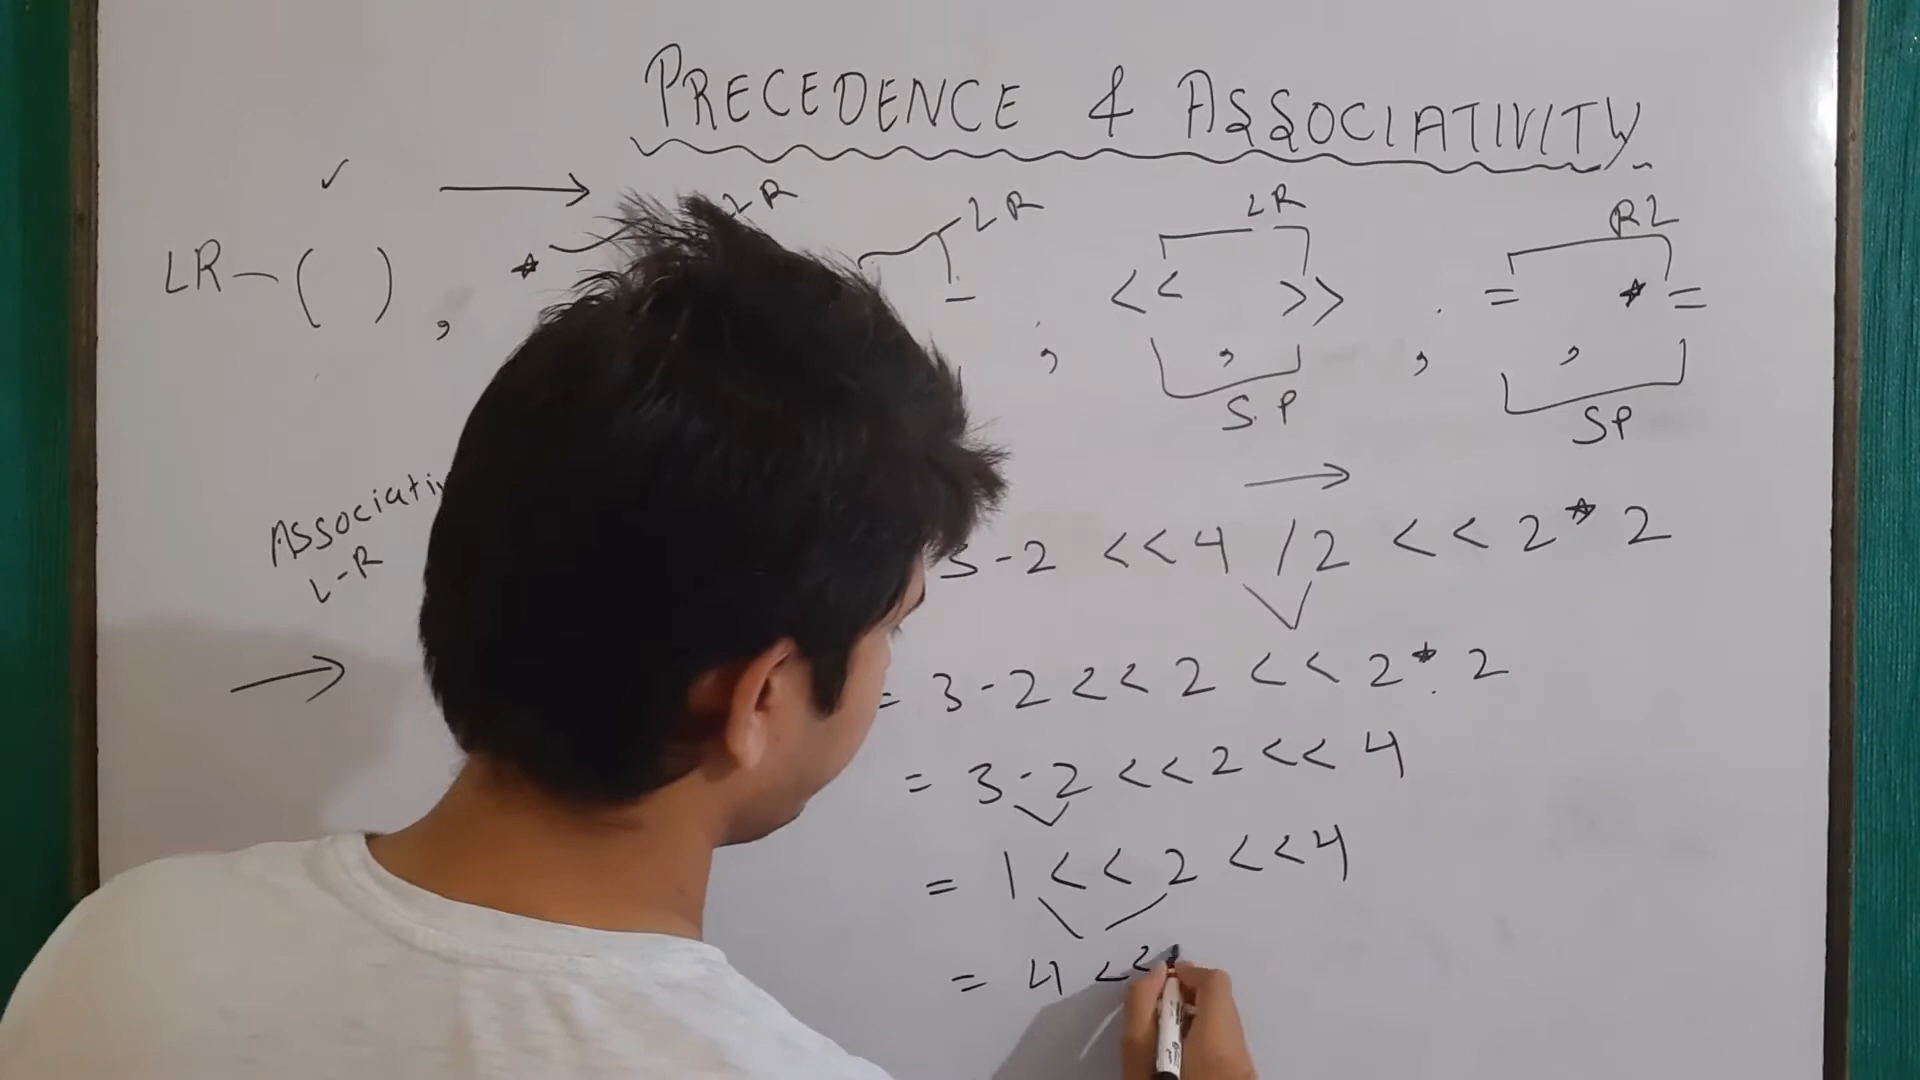 PRECEDENCE & ASSOCIATIVITY
✓ → LR LR LR RL
LR – ( ) , * - ; << , >> , = , *=
S.P SP
L-R
→
3-2 << 4 / 2 << 2 * 2
= 3-2 << 2 << 2 * 2
= 3-2 << 2 << 4
= 1 << 2 << 4
= 4 <<